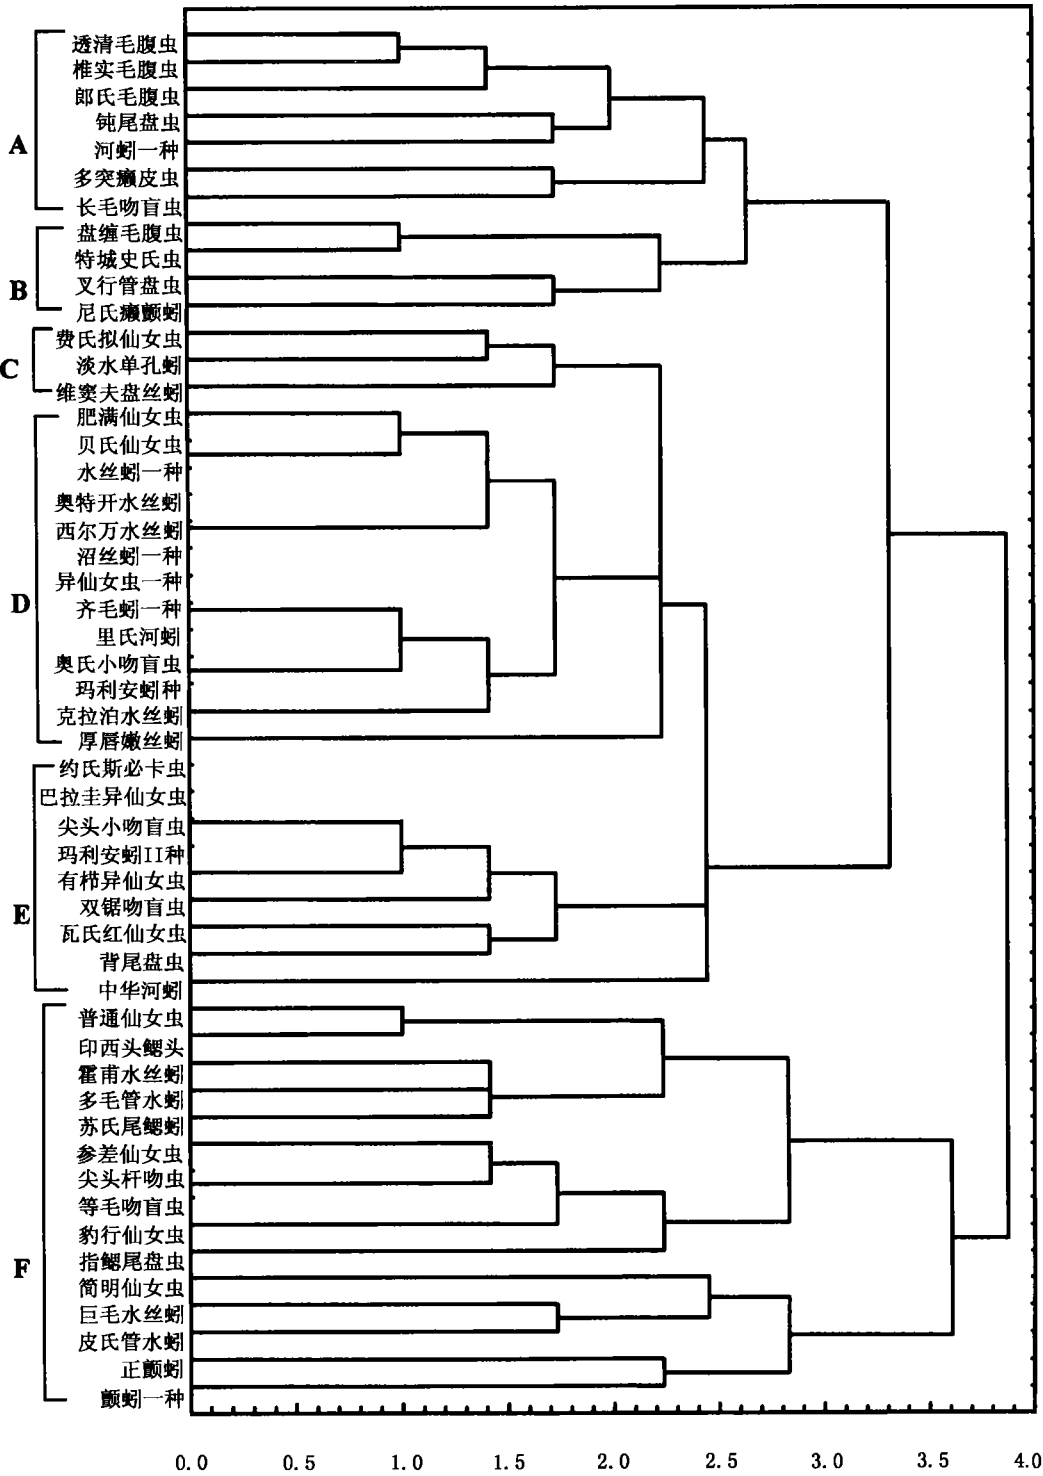 A
透清毛腹虫
椎实毛腹虫
郎氏毛腹虫
钝尾盘虫
河蚓一种
多突癞皮虫
长毛吻盲虫
B
盘缠毛腹虫
特城史氏虫
叉行管盘虫
尼氏癞颤蚓
C
费氏拟仙女虫
淡水单孔蚓
维窦夫盘丝蚓
D
肥满仙女虫
贝氏仙女虫
水丝蚓一种
奥特开水丝蚓
西尔万水丝蚓
沼丝蚓一种
异仙女虫一种
齐毛蚓一种
里氏河蚓
奥氏小吻盲虫
玛利安蚓种
克拉泊水丝蚓
厚唇嫩丝蚓
E
约氏斯必卡虫
巴拉圭异仙女虫
尖头小吻盲虫
玛利安蚓II种
有栉异仙女虫
双锯吻盲虫
瓦氏红仙女虫
背尾盘虫
中华河蚓
F
普通仙女虫
印西头鳃头
霍甫水丝蚓
多毛管水蚓
苏氏尾鳃蚓
参差仙女虫
尖头杆吻虫
等毛吻盲虫
豹行仙女虫
指鳃尾盘虫
简明仙女虫
巨毛水丝蚓
皮氏管水蚓
正颤蚓
颤蚓一种
0.0 0.5 1.0 1.5 2.0 2.5 3.0 3.5 4.0